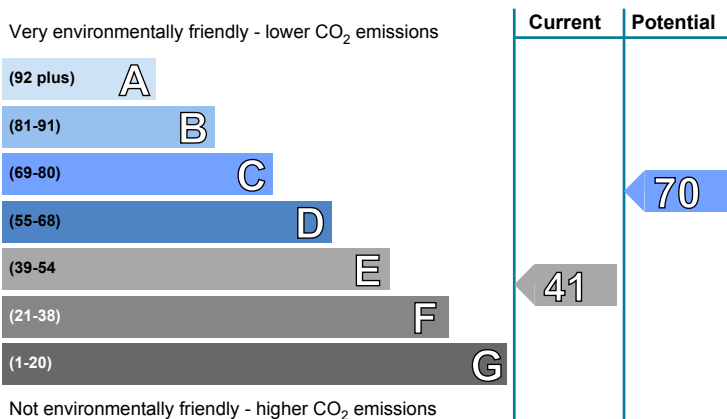 Current Potential
Very environmentally friendly - lower CO2 emissions
(92 plus) A
(81-91) B
(69-80) C
70
(55-68) D
(39-54 E
41
(21-38) F
(1-20) G
Not environmentally friendly - higher CO2 emissions